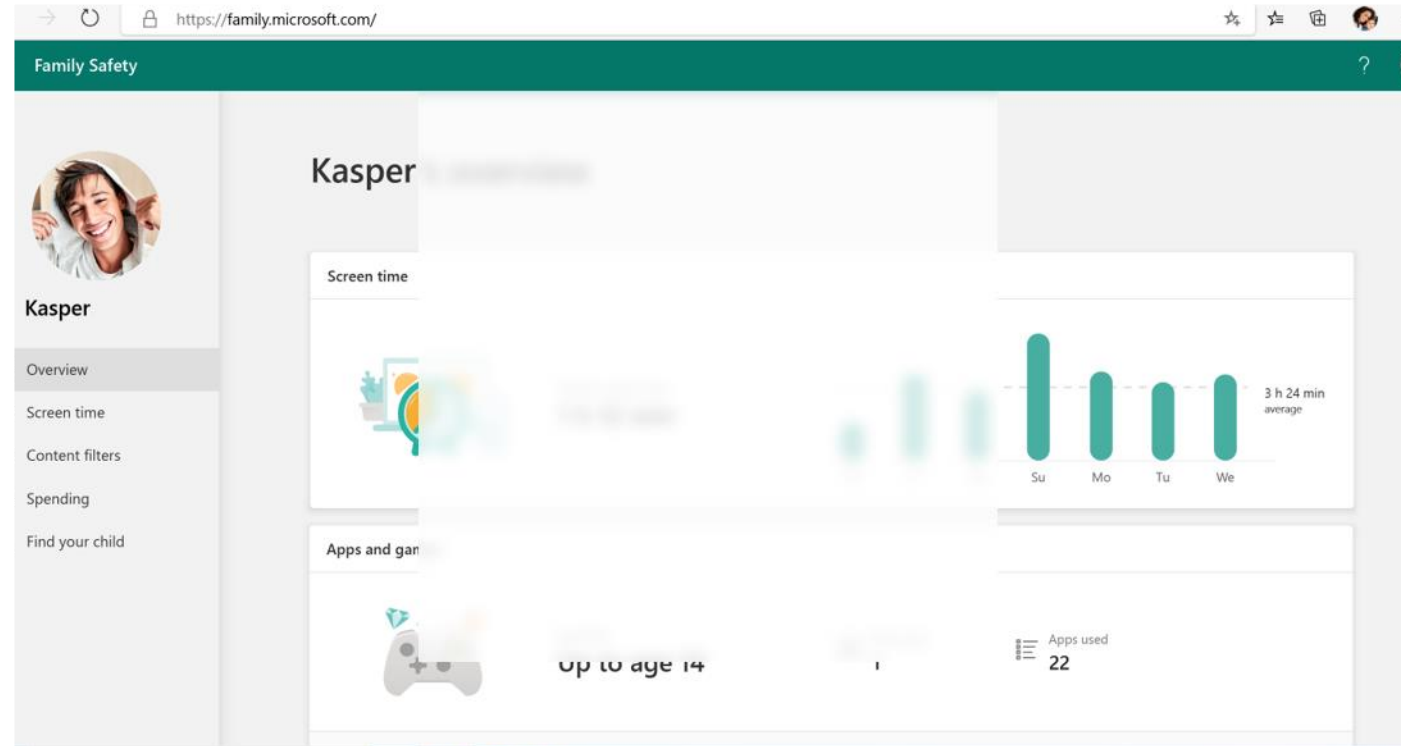 https://family.microsoft.com/
Family Safety
?
Kasper
Screen time
Kasper
Overview
Screen time
Content filters
Spending
Find your child
3 h 24 min
average
Su Mo Tu We
Apps and
Up to age 14
Apps used
22